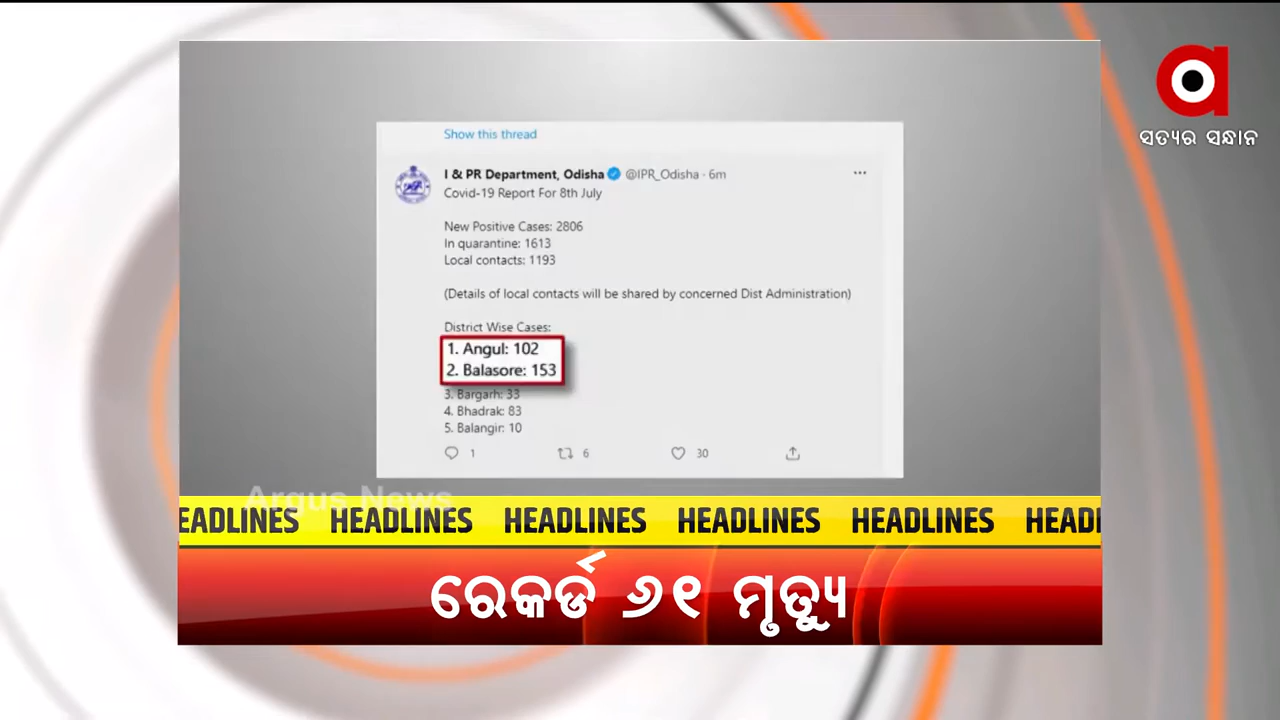 Show this thread
I & PR Department, Odisha @IPR_Odisha · 6m
Covid-19 Report For 8th July
New Positive Cases: 2806
In quarantine: 1613
Local contacts: 1193
(Details of local contacts will be shared by concerned Dist Administration)
District Wise Cases:
1. Angul: 102
2. Balasore: 153
3. Bargarh: 33
4. Bhadrak: 83
5. Balangir: 10
1 6 30
ସତ୍ୟର ସନ୍ଧାନ
Argus News
EADLINES HEADLINES HEADLINES HEADLINES HEADLINES HEADL
ରେକର୍ଡ ୬୧ ମୃତ୍ୟୁ